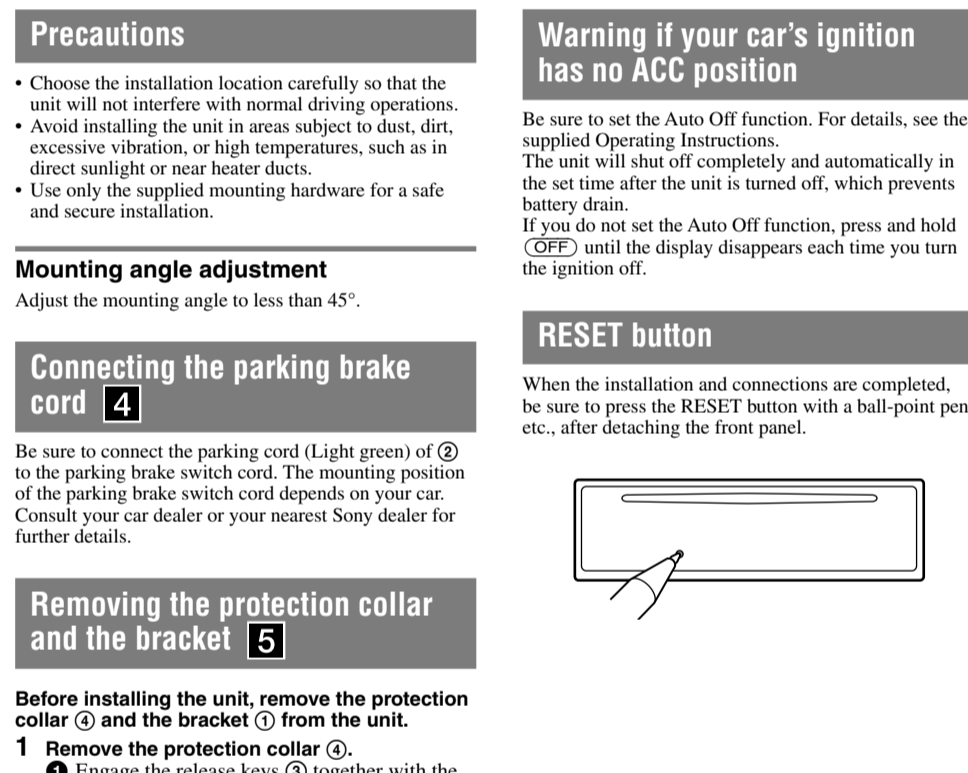 Precautions
• Choose the installation location carefully so that the
unit will not interfere with normal driving operations.
• Avoid installing the unit in areas subject to dust, dirt,
excessive vibration, or high temperatures, such as in
direct sunlight or near heater ducts.
• Use only the supplied mounting hardware for a safe
and secure installation.
Mounting angle adjustment
Adjust the mounting angle to less than 45°.
Connecting the parking brake
cord 4
Be sure to connect the parking cord (Light green) of ②
to the parking brake switch cord. The mounting position
of the parking brake switch cord depends on your car.
Consult your car dealer or your nearest Sony dealer for
further details.
Removing the protection collar
and the bracket 5
Before installing the unit, remove the protection
collar ④ and the bracket ① from the unit.
1 Remove the protection collar ④.
❶ Engage the release keys ③ together with the
Warning if your car's ignition
has no ACC position
Be sure to set the Auto Off function. For details, see the
supplied Operating Instructions.
The unit will shut off completely and automatically in
the set time after the unit is turned off, which prevents
battery drain.
If you do not set the Auto Off function, press and hold
OFF until the display disappears each time you turn
the ignition off.
RESET button
When the installation and connections are completed,
be sure to press the RESET button with a ball-point pen
etc., after detaching the front panel.